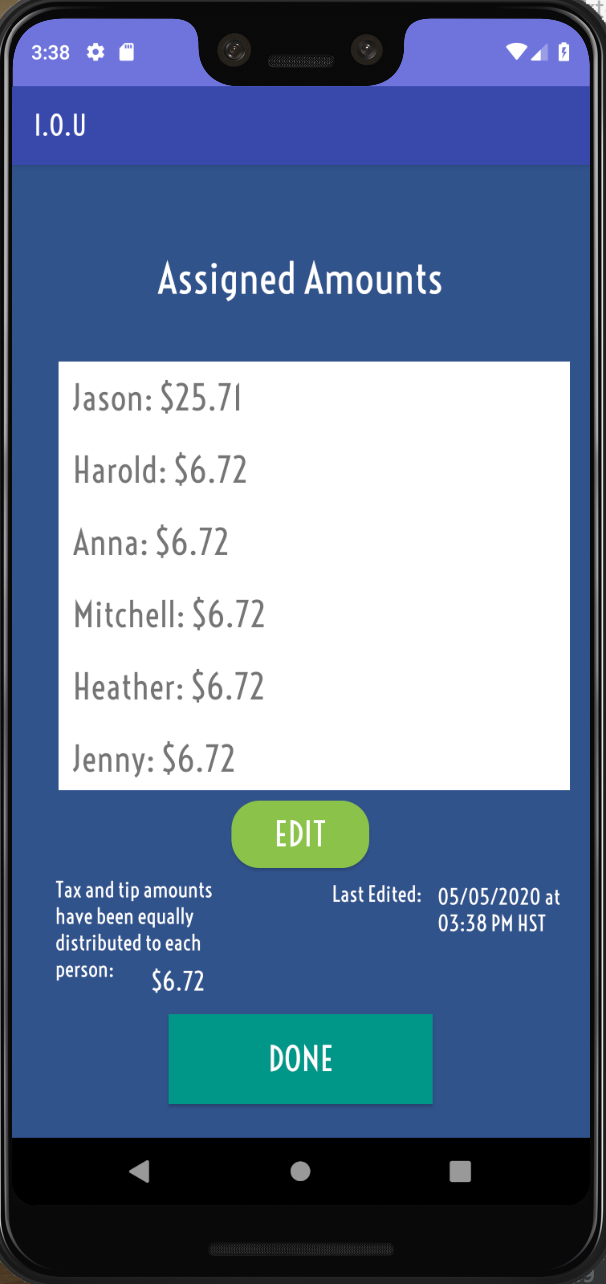 3:38
I.O.U
Assigned Amounts
Jason: $25.71
Harold: $6.72
Anna: $6.72
Mitchell: $6.72
Heather: $6.72
Jenny: $6.72
EDIT
Tax and tip amounts
have been equally
distributed to each
person: $6.72
Last Edited: 05/05/2020 at
03:38 PM HST
DONE